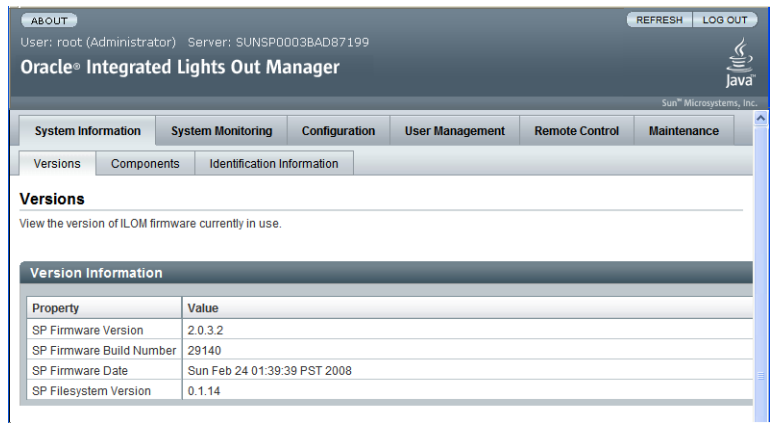 ABOUT
REFRESH LOG OUT
User: root (Administrator) Server: SUNSP0003BAD87199
Oracle® Integrated Lights Out Manager
Java™
Sun™ Microsystems, Inc.
System Information System Monitoring Configuration User Management Remote Control Maintenance
Versions Components Identification Information
Versions
View the version of ILOM firmware currently in use.
Version Information
Property Value
SP Firmware Version 2.0.3.2
SP Firmware Build Number 29140
SP Firmware Date Sun Feb 24 01:39:39 PST 2008
SP Filesystem Version 0.1.14